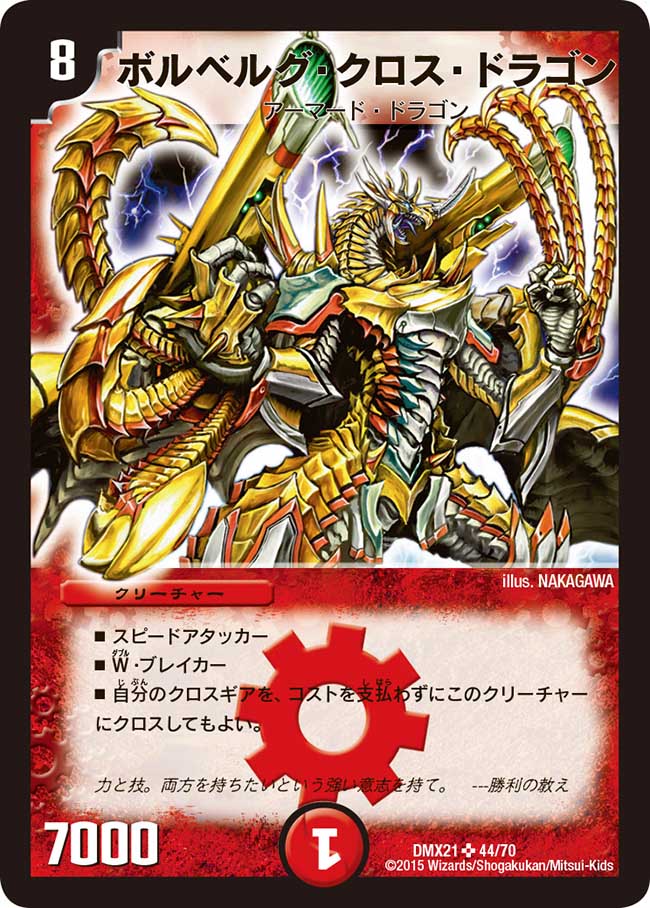 8
ボルベルグ・クロス・ドラゴン
アーマード・ドラゴン
illus. NAKAGAWA
クリーチャー
■ スピードアタッカー
■ W・ブレイカー
■ 自分のクロスギアを、コストを支払わずにこのクリーチャー
にクロスしてもよい。
力と技。両方を持ちたいという強い意志を持て。 ---勝利の教え
7000
1
DMX21 44/70
©2015 Wizards/Shogakukan/Mitsui-Kids